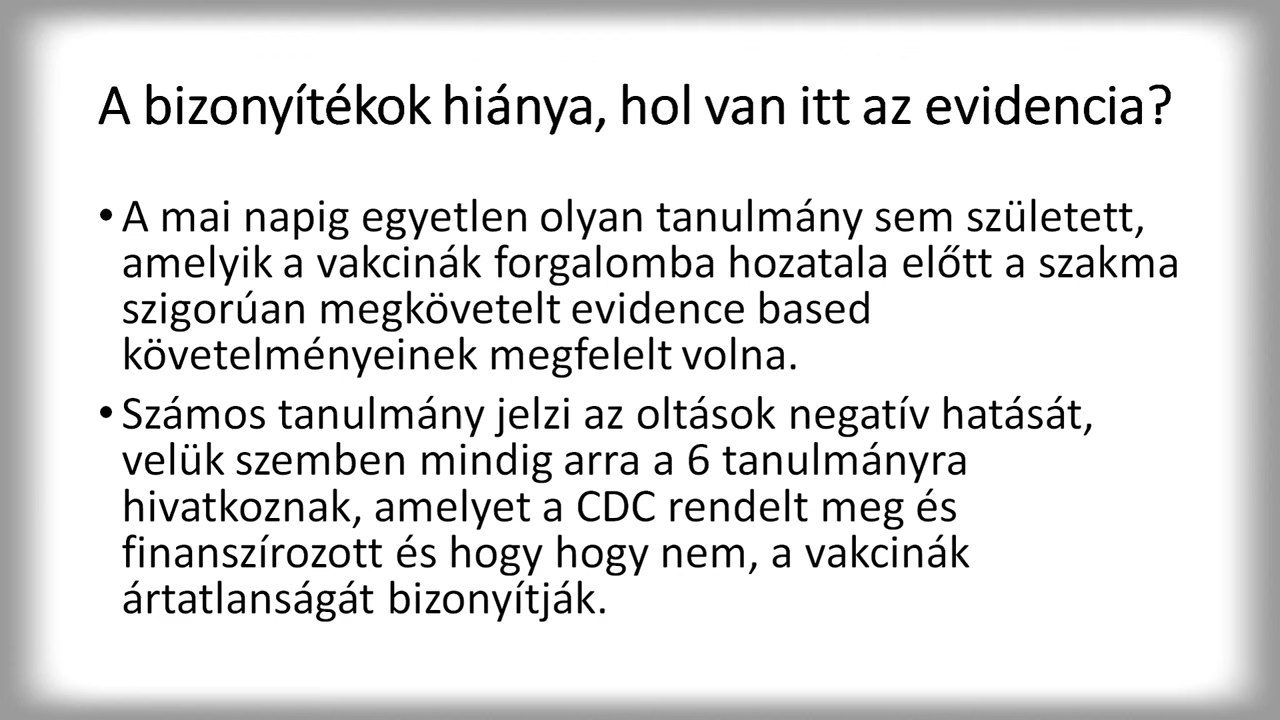 A bizonyítékok hiánya, hol van itt az evidencia?
• A mai napig egyetlen olyan tanulmány sem született,
amelyik a vakcinák forgalomba hozatala előtt a szakma
szigorúan megkövetelt evidence based
követelményeinek megfelelt volna.
• Számos tanulmány jelzi az oltások negatív hatását,
velük szemben mindig arra a 6 tanulmányra
hivatkoznak, amelyet a CDC rendelt meg és
finanszírozott és hogy hogy nem, a vakcinák
ártatlanságát bizonyítják.